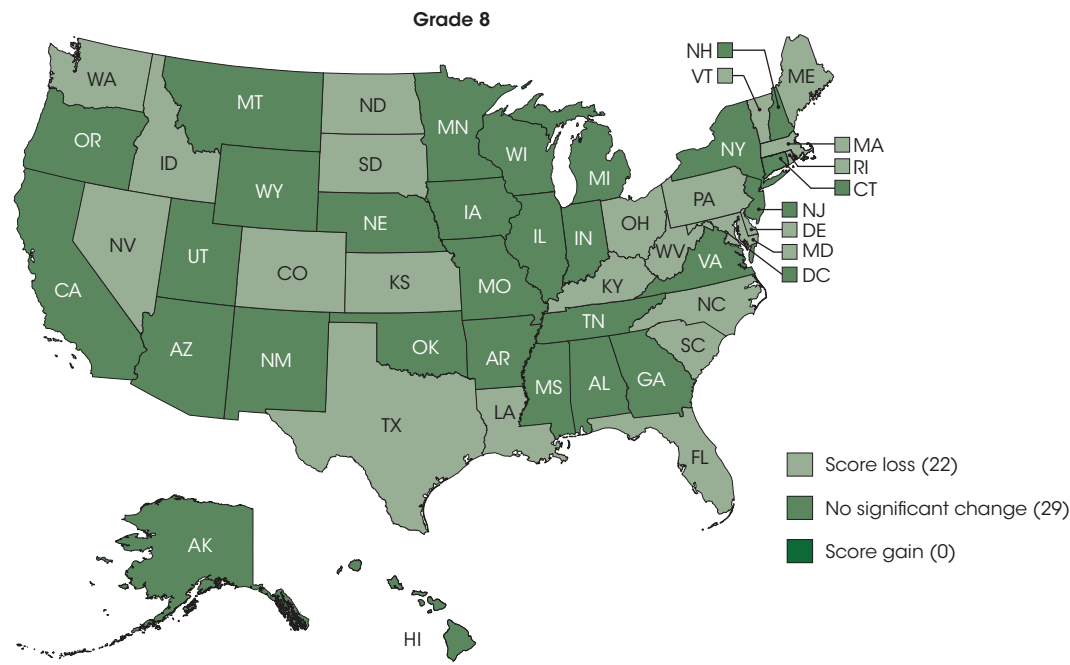 Grade 8
NH
VT
ME
WA
MT
ND
MN
OR
ID
SD
WI
NY
MA
RI
CT
WY
MI
PA
NJ
DE
MD
DC
NE
IA
OH
IL
IN
NV
UT
CO
KS
MO
WV
VA
KY
CA
NC
TN
SC
AZ
NM
OK
AR
MS
AL
GA
TX
LA
FL
Score loss (22)
No significant change (29)
Score gain (0)
AK
HI